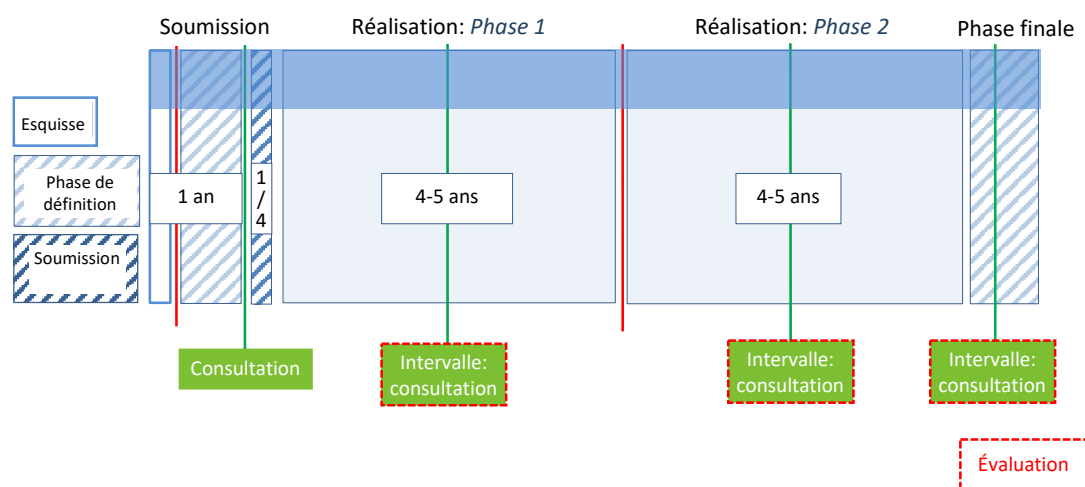 Soumission
Réalisation: Phase 1
Réalisation: Phase 2
Phase finale
Esquisse
Phase de
définition
Soumission
1 an
1
/
4
4-5 ans
4-5 ans
Consultation
Intervalle:
consultation
Intervalle:
consultation
Intervalle:
consultation
Évaluation